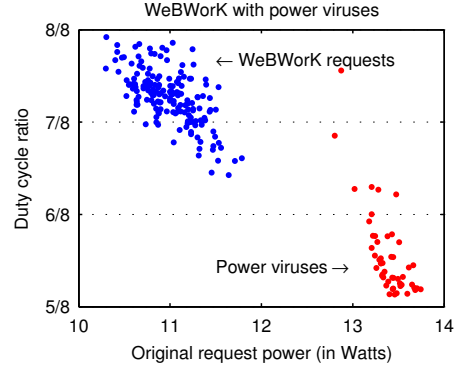 WeBWorK with power viruses
8/8
7/8
6/8
5/8
Duty cycle ratio
← WeBWorK requests
Power viruses →
10 11 12 13 14
Original request power (in Watts)